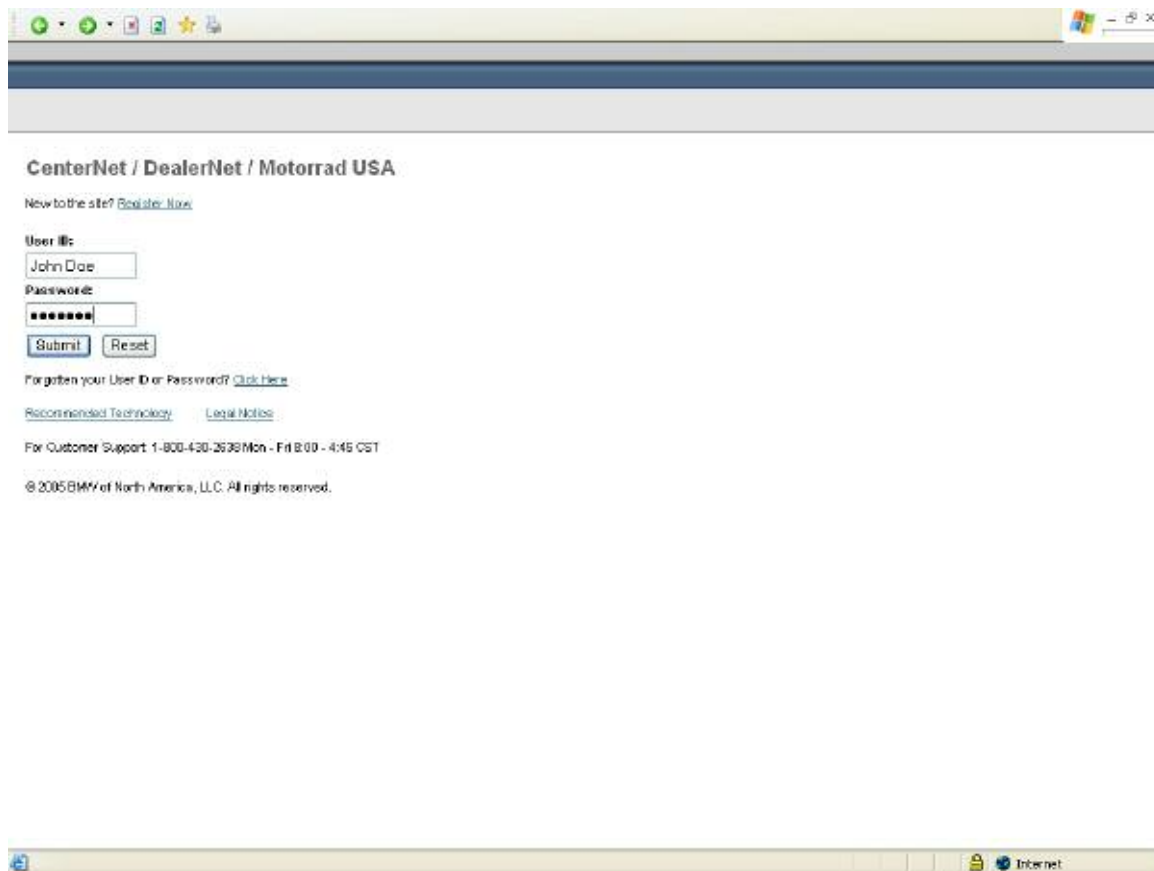 CenterNet / DealerNet / Motorrad USA
New to the site? Register Now
User ID:
John Doe
Password:
Submit Reset
Forgotten your User ID or Password? Click Here
Recommended Technology Legal Notice
For Customer Support: 1-800-430-2638 Mon - Fri 8:00 - 4:45 CST
© 2005 BMW of North America, LLC. All rights reserved.
Internet